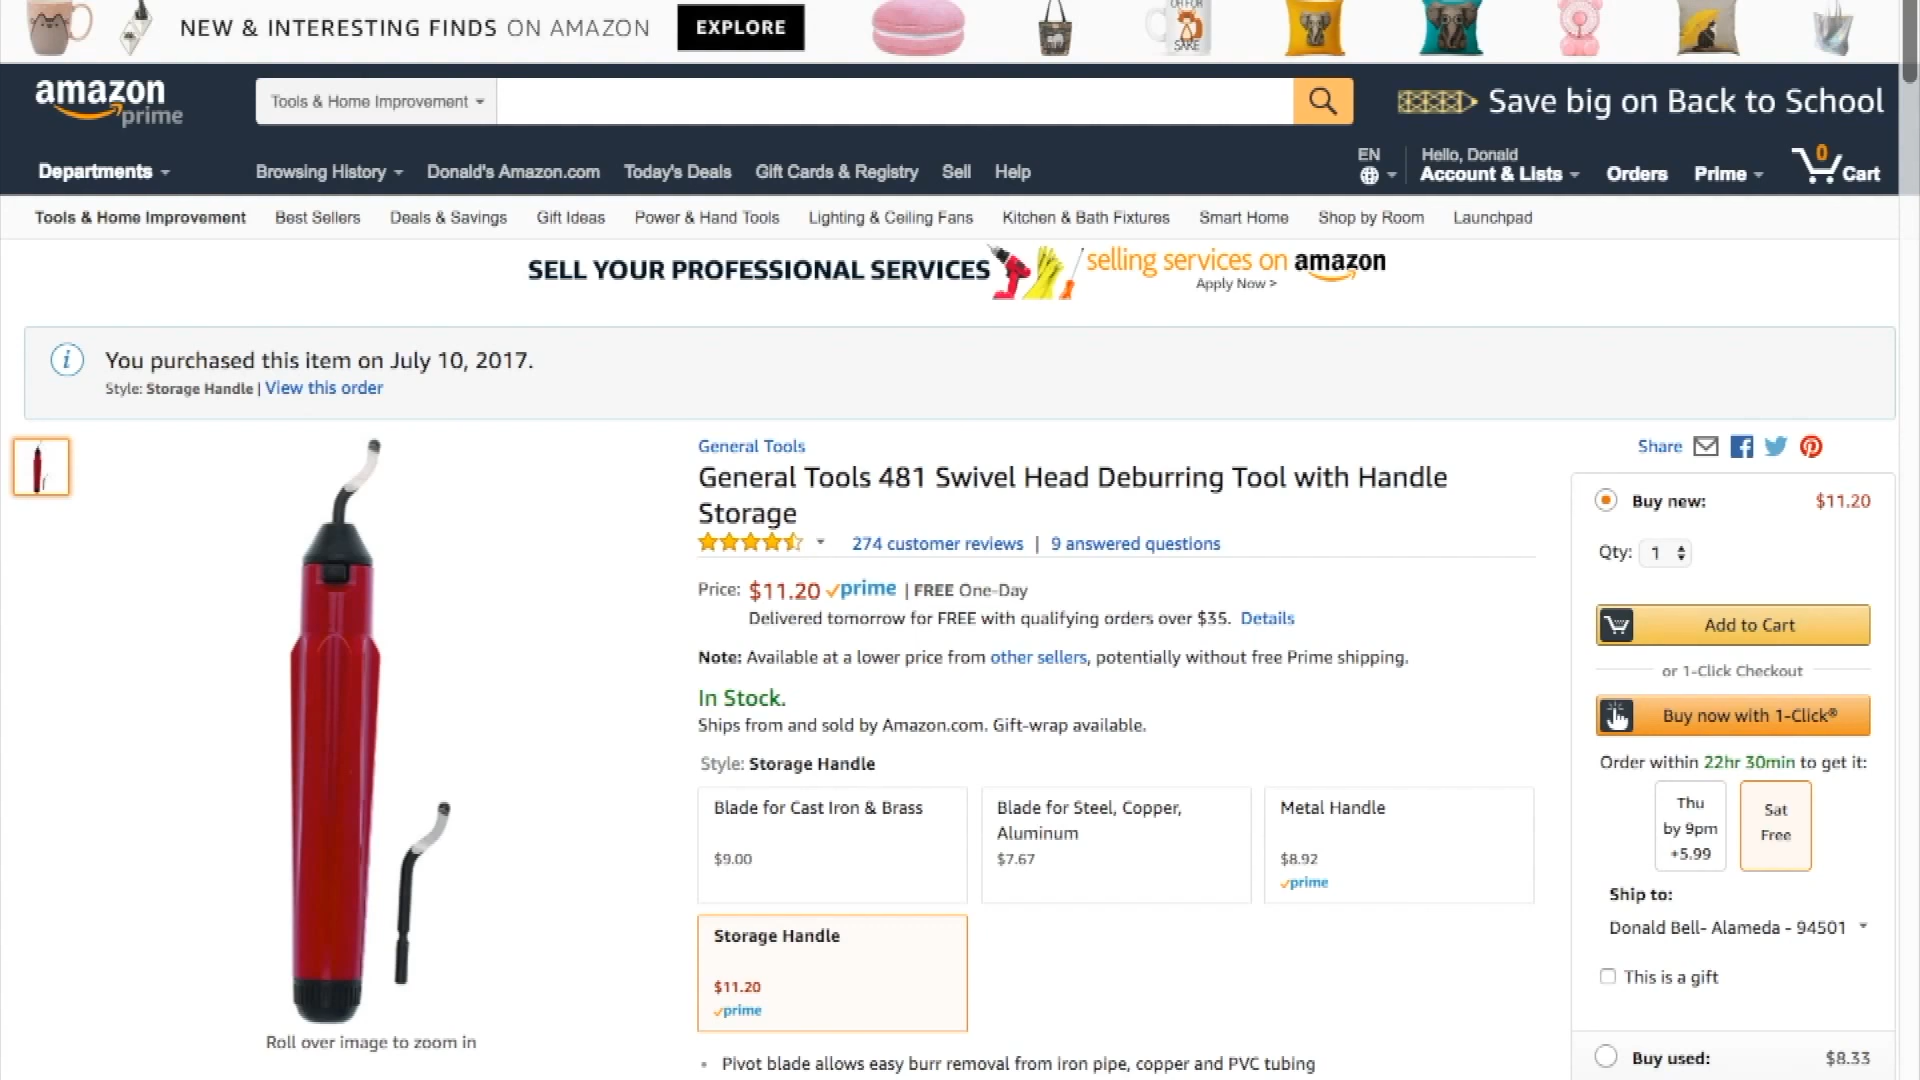 NEW & INTERESTING FINDS ON AMAZON
EXPLORE
OH FOR
SAKE
amazon
prime
Tools & Home Improvement
Save big on Back to School
Departments
Browsing History
Donald's Amazon.com
Today's Deals
Gift Cards & Registry
Sell
Help
EN
Hello, Donald
Account & Lists
Orders
Prime
0
Cart
Tools & Home Improvement
Best Sellers
Deals & Savings
Gift Ideas
Power & Hand Tools
Lighting & Ceiling Fans
Kitchen & Bath Fixtures
Smart Home
Shop by Room
Launchpad
SELL YOUR PROFESSIONAL SERVICES
selling services on amazon
Apply Now >
You purchased this item on July 10, 2017.
Style: Storage Handle | View this order
General Tools
General Tools 481 Swivel Head Deburring Tool with Handle
Storage
274 customer reviews | 9 answered questions
Price: $11.20 prime | FREE One-Day
Delivered tomorrow for FREE with qualifying orders over $35. Details
Note: Available at a lower price from other sellers, potentially without free Prime shipping.
In Stock.
Ships from and sold by Amazon.com. Gift-wrap available.
Style: Storage Handle
Blade for Cast Iron & Brass
$9.00
Blade for Steel, Copper,
Aluminum
$7.67
Metal Handle
$8.92
prime
Storage Handle
$11.20
prime
• Pivot blade allows easy burr removal from iron pipe, copper and PVC tubing
Roll over image to zoom in
Share
Buy new: $11.20
Qty: 1
Add to Cart
or 1-Click Checkout
Buy now with 1-Click®
Order within 22hr 30min to get it:
Thu
by 9pm
+5.99
Sat
Free
Ship to:
Donald Bell- Alameda - 94501
This is a gift
Buy used: $8.33